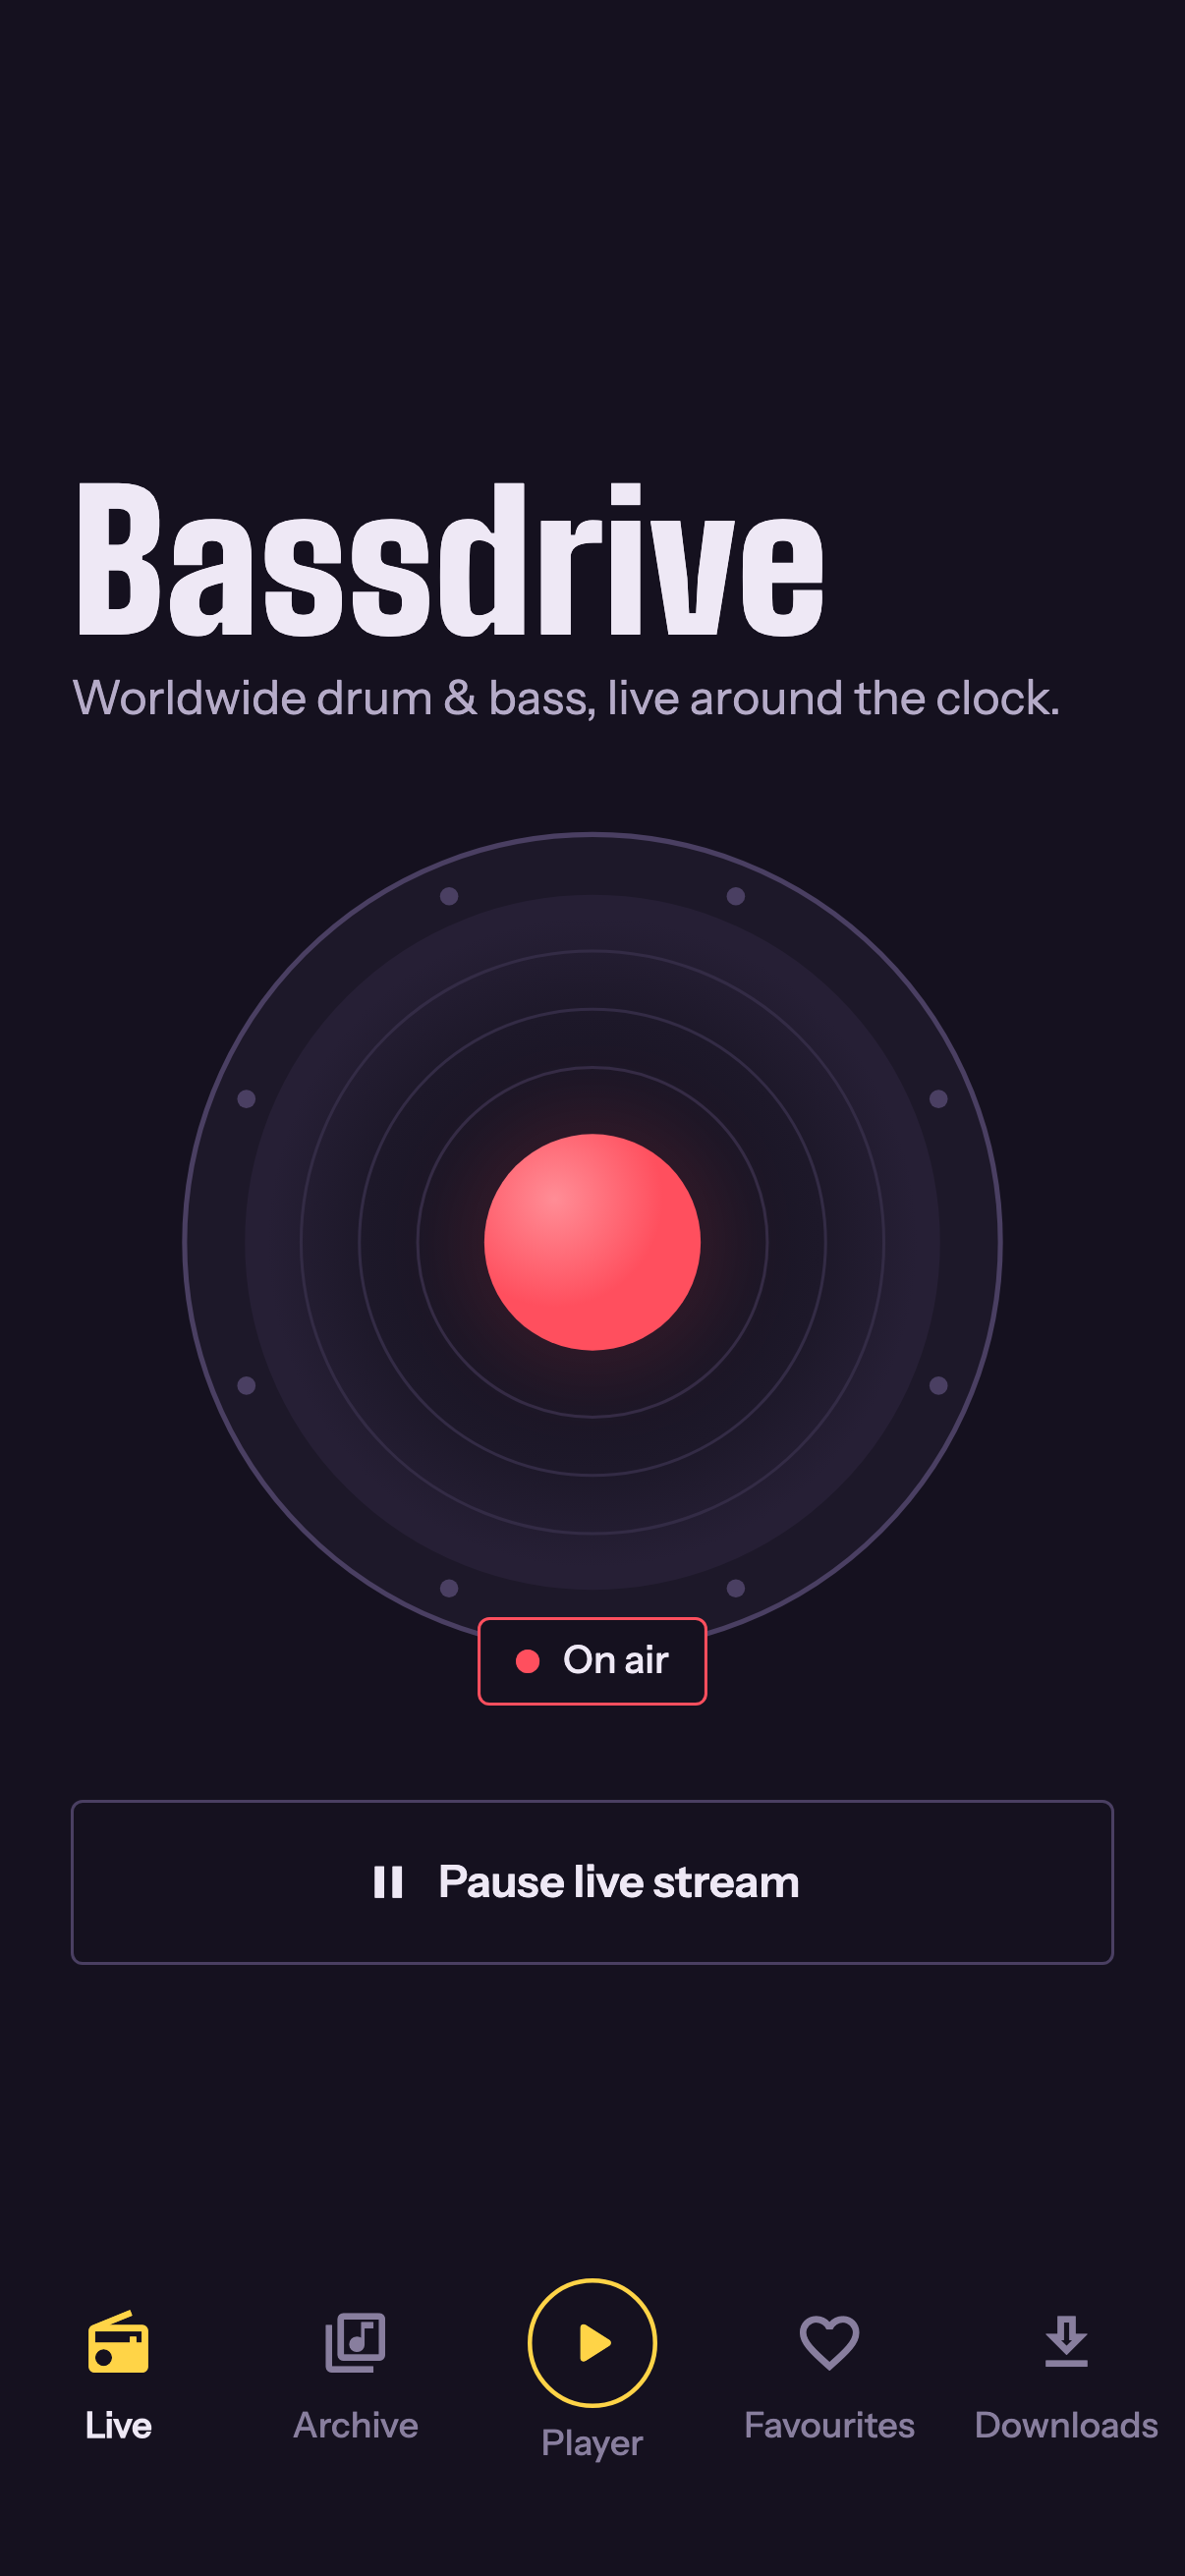 Bassdrive
Worldwide drum & bass, live around the clock.
On air
Pause live stream
Live
Archive
Player
Favourites
Downloads